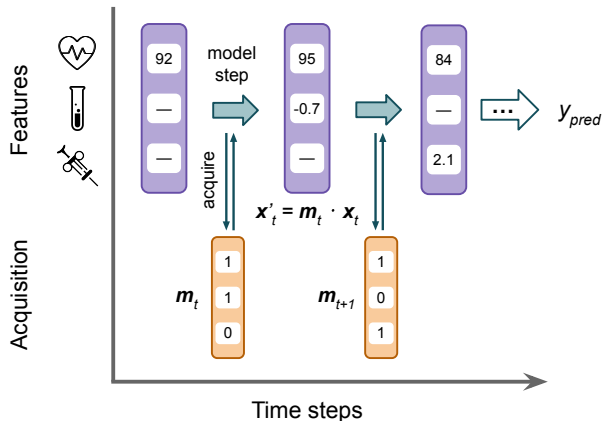 Features
92
—
—
model
step
95
-0.7
—
84
—
2.1
...
y_pred
acquire
x'_t = m_t · x_t
Acquisition
m_t
1
1
0
m_{t+1}
1
0
1
Time steps